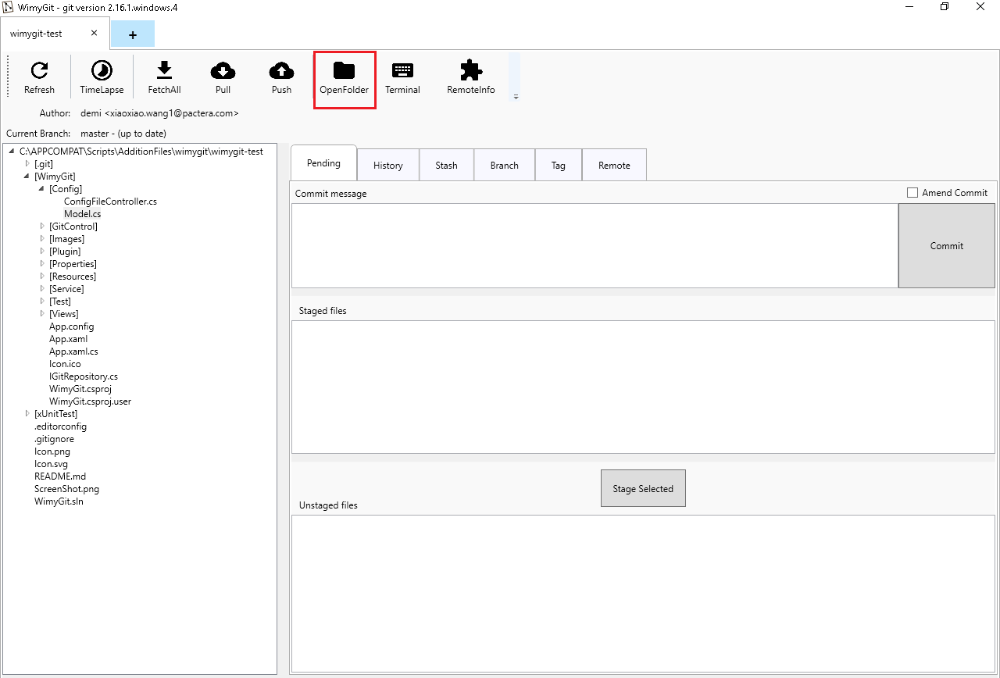 WimyGit - git version 2.16.1.windows.4
wimygit-test
+
Refresh
TimeLapse
FetchAll
Pull
Push
OpenFolder
Terminal
RemoteInfo
Author: demi <xiaoxiao.wang1@pactera.com>
Current Branch: master - (up to date)
C:\APPCOMPAT\Scripts\AdditionFiles\wimygit\wimygit-test
[.git]
[WimyGit]
[Config]
ConfigFileController.cs
Model.cs
[GitControl]
[Images]
[Plugin]
[Properties]
[Resources]
[Service]
[Test]
[Views]
App.config
App.xaml
App.xaml.cs
Icon.ico
IGitRepository.cs
WimyGit.csproj
WimyGit.csproj.user
[xUnitTest]
.editorconfig
.gitignore
Icon.png
Icon.svg
README.md
ScreenShot.png
WimyGit.sln
Pending
History
Stash
Branch
Tag
Remote
Commit message
Amend Commit
Commit
Staged files
Stage Selected
Unstaged files